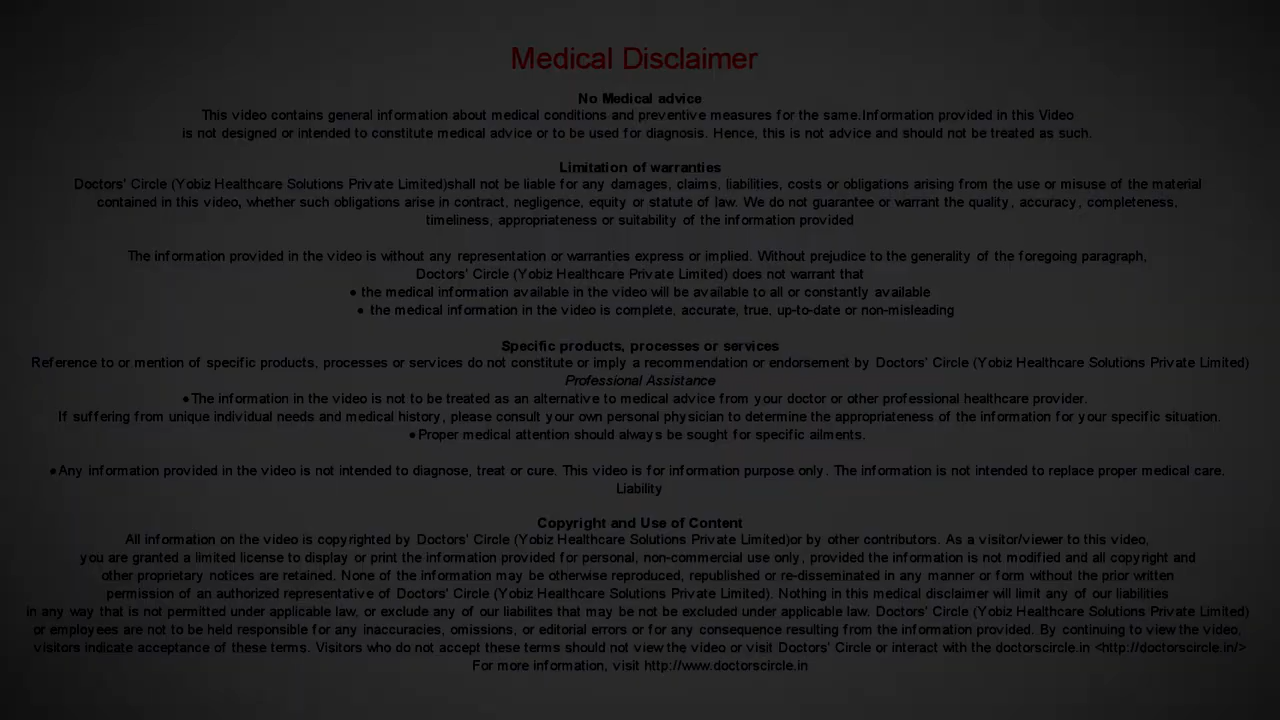 Medical Disclaimer
No Medical advice
This video contains general information about medical conditions and preventive measures for the same.Information provided in this Video
is not designed or intended to constitute medical advice or to be used for diagnosis. Hence, this is not advice and should not be treated as such.
Limitation of warranties
Doctors' Circle (Yobiz Healthcare Solutions Private Limited)shall not be liable for any damages, claims, liabilities, costs or obligations arising from the use or misuse of the material
contained in this video, whether such obligations arise in contract, negligence, equity or statute of law. We do not guarantee or warrant the quality, accuracy, completeness,
timeliness, appropriateness or suitability of the information provided
The information provided in the video is without any representation or warranties express or implied. Without prejudice to the generality of the foregoing paragraph,
Doctors' Circle (Yobiz Healthcare Private Limited) does not warrant that
● the medical information available in the video will be available to all or constantly available
● the medical information in the video is complete, accurate, true, up-to-date or non-misleading
Specific products, processes or services
Reference to or mention of specific products, processes or services do not constitute or imply a recommendation or endorsement by Doctors' Circle (Yobiz Healthcare Solutions Private Limited)
Professional Assistance
●The information in the video is not to be treated as an alternative to medical advice from your doctor or other professional healthcare provider.
If suffering from unique individual needs and medical history, please consult your own personal physician to determine the appropriateness of the information for your specific situation.
●Proper medical attention should always be sought for specific ailments.
●Any information provided in the video is not intended to diagnose, treat or cure. This video is for information purpose only. The information is not intended to replace proper medical care.
Liability
Copyright and Use of Content
All information on the video is copyrighted by Doctors' Circle (Yobiz Healthcare Solutions Private Limited)or by other contributors. As a visitor/viewer to this video,
you are granted a limited license to display or print the information provided for personal, non-commercial use only, provided the information is not modified and all copyright and
other proprietary notices are retained. None of the information may be otherwise reproduced, republished or re-disseminated in any manner or form without the prior written
permission of an authorized representative of Doctors' Circle (Yobiz Healthcare Solutions Private Limited). Nothing in this medical disclaimer will limit any of our liabilities
in any way that is not permitted under applicable law, or exclude any of our liabilites that may be not be excluded under applicable law. Doctors' Circle (Yobiz Healthcare Solutions Private Limited)
or employees are not to be held responsible for any inaccuracies, omissions, or editorial errors or for any consequence resulting from the information provided. By continuing to view the video,
visitors indicate acceptance of these terms. Visitors who do not accept these terms should not view the video or visit Doctors' Circle or interact with the doctorscircle.in <http://doctorscircle.in/>
For more information, visit http://www.doctorscircle.in